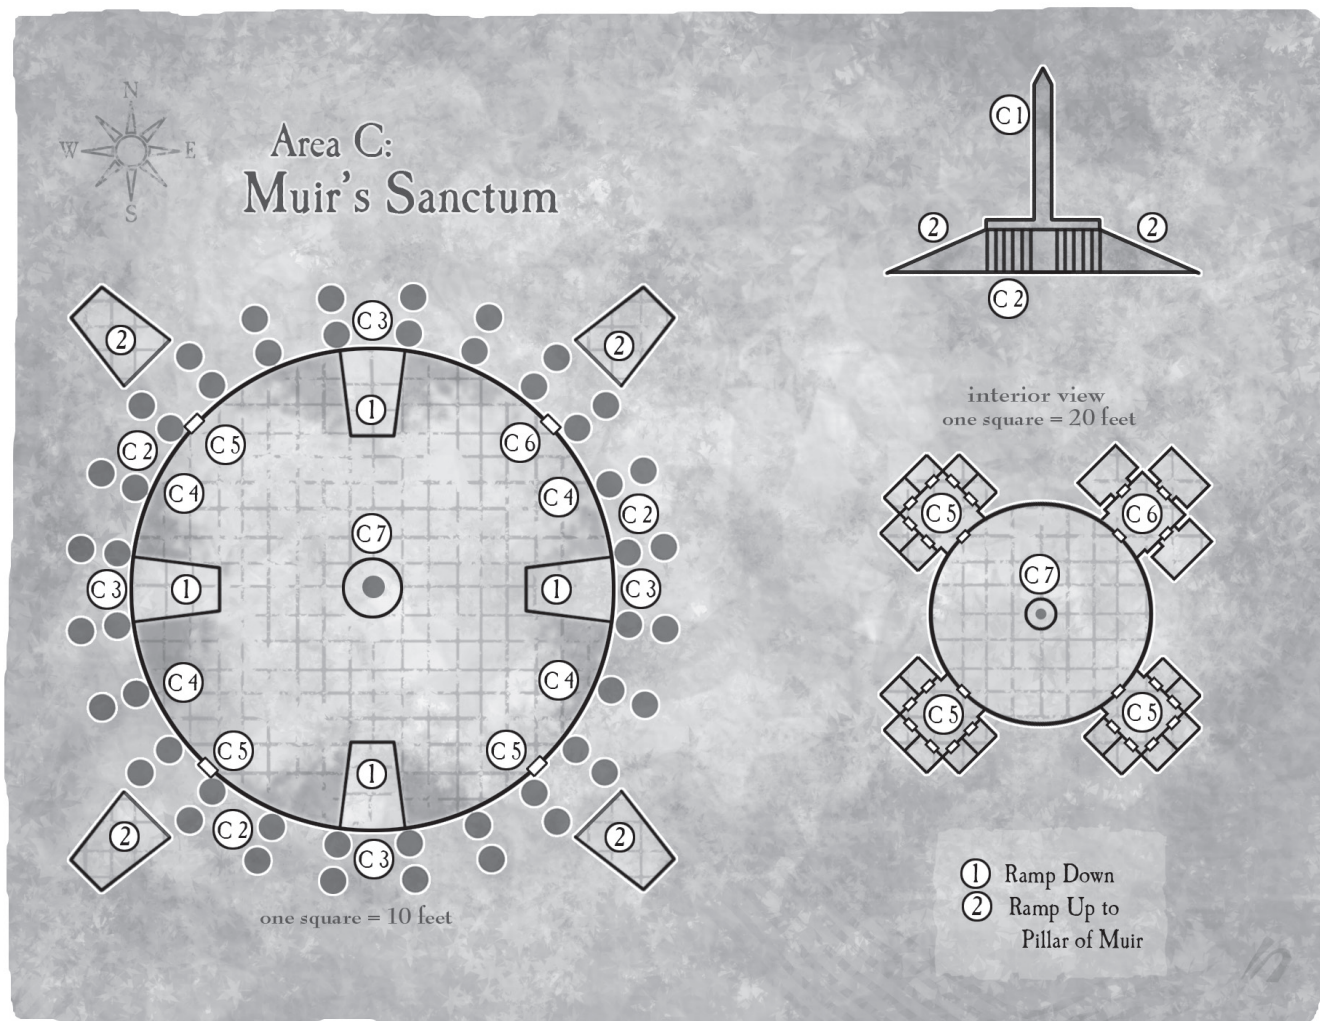 N
W E
S
Area C:
Muir's Sanctum
C1
2 2
C2
interior view
one square = 20 feet
2 C3 2
1
C2 C5 C6
C4 C4 C2
C7
C3 1 1 C3
C4 C4
C5 C5
1
2 C2 C3 2
one square = 10 feet
C5 C6
C7
C5 C5
1 Ramp Down
2 Ramp Up to
Pillar of Muir